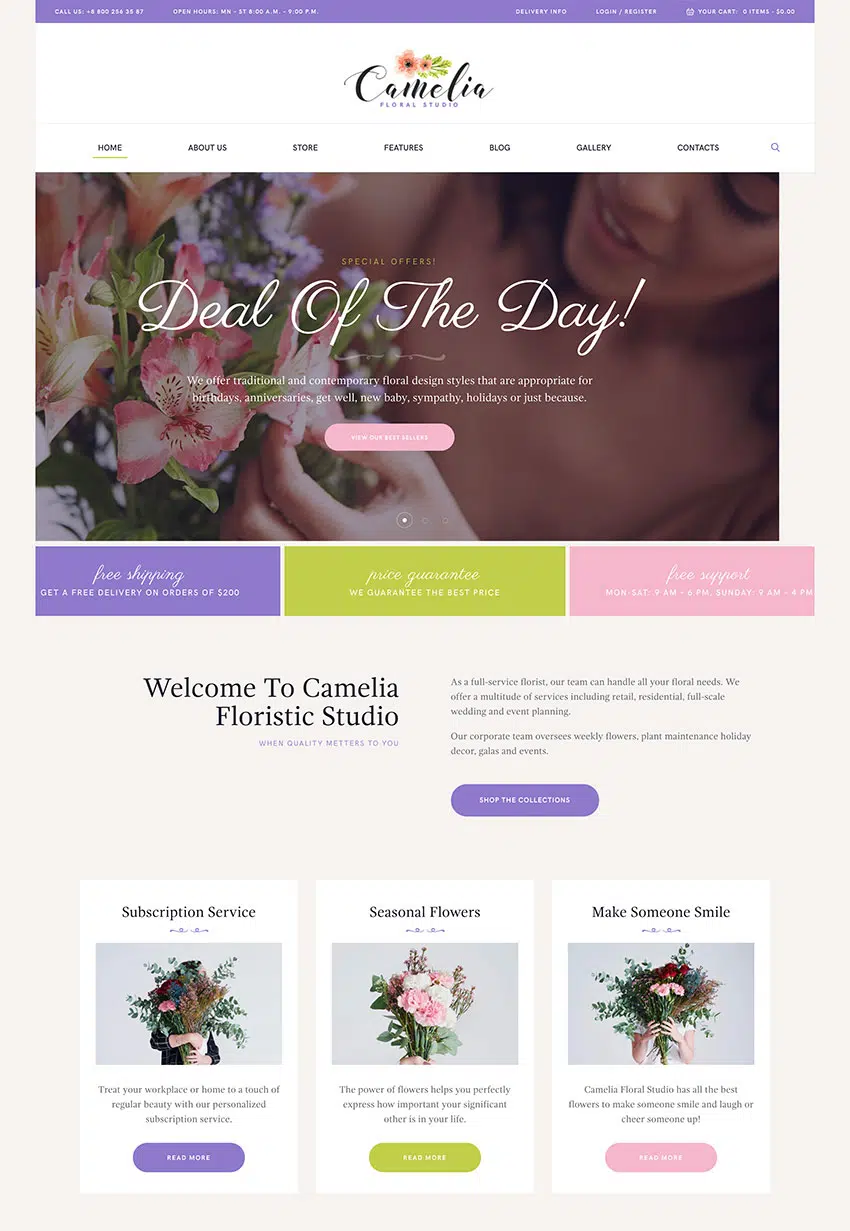 CALL US: +8 800 256 35 87 OPEN HOURS: MN - ST 8:00 A.M. - 9:00 P.M. DELIVERY INFO LOGIN / REGISTER YOUR CART: 0 ITEMS - $0.00
Camelia
FLORAL STUDIO
HOME ABOUT US STORE FEATURES BLOG GALLERY CONTACTS
SPECIAL OFFERS!
Deal Of The Day!
We offer traditional and contemporary floral design styles that are appropriate for
birthdays, anniversaries, get well, new baby, sympathy, holidays or just because.
VIEW OUR BEST SELLERS
free shipping
GET A FREE DELIVERY ON ORDERS OF $200
price guarantee
WE GUARANTEE THE BEST PRICE
free support
MON-SAT: 9 AM - 6 PM, SUNDAY: 9 AM - 4 PM
Welcome To Camelia
Floristic Studio
WHEN QUALITY METTERS TO YOU
As a full-service florist, our team can handle all your floral needs. We
offer a multitude of services including retail, residential, full-scale
wedding and event planning.
Our corporate team oversees weekly flowers, plant maintenance holiday
decor, galas and events.
SHOP THE COLLECTIONS
Subscription Service
Treat your workplace or home to a touch of
regular beauty with our personalized
subscription service.
READ MORE
Seasonal Flowers
The power of flowers helps you perfectly
express how important your significant
other is in your life.
READ MORE
Make Someone Smile
Camelia Floral Studio has all the best
flowers to make someone smile and laugh or
cheer someone up!
READ MORE